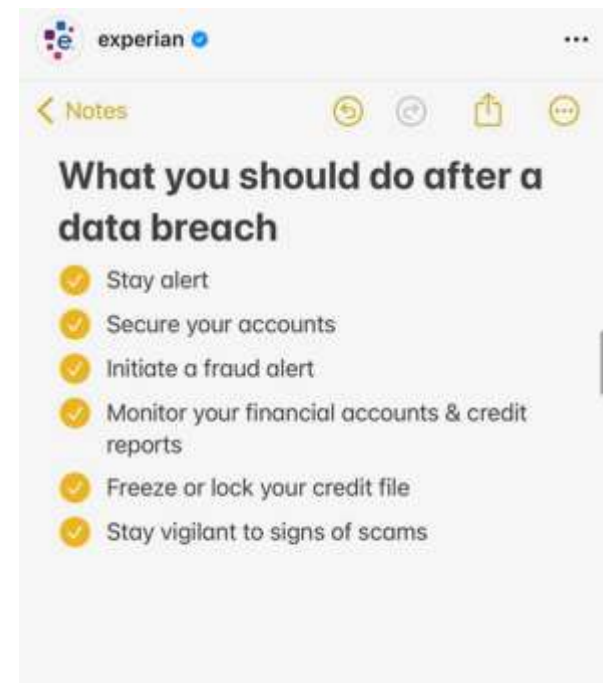 experian
Notes
What you should do after a
data breach
Stay alert
Secure your accounts
Initiate a fraud alert
Monitor your financial accounts & credit
reports
Freeze or lock your credit file
Stay vigilant to signs of scams